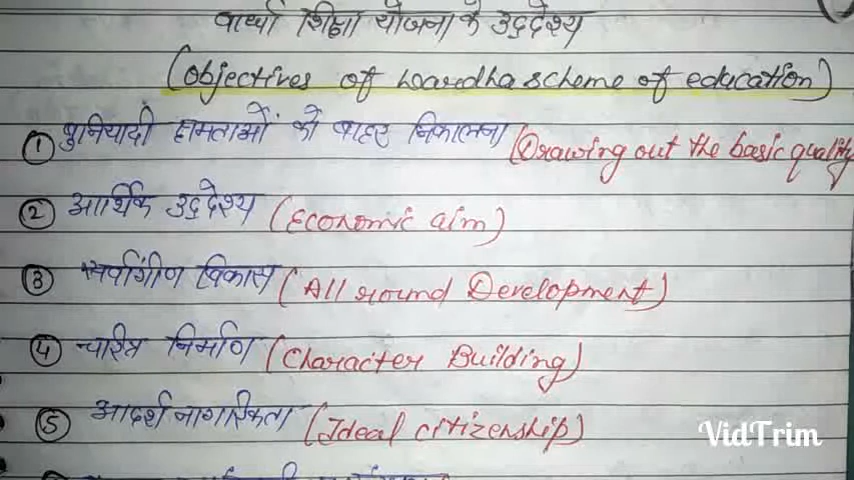 वार्धा शिक्षा योजना के उद्देश्य
(Objectives of wardha scheme of education)
① बुनियादी क्षमताओं को बाहर निकालना (Drawing out the basic quality
② आर्थिक उद्देश्य (Economic aim)
③ सर्वांगीण विकास (All round Development)
④ चरित्र निर्माण (Character Building)
⑤ आदर्श नागरिकता (Ideal citizenship)
VidTrim